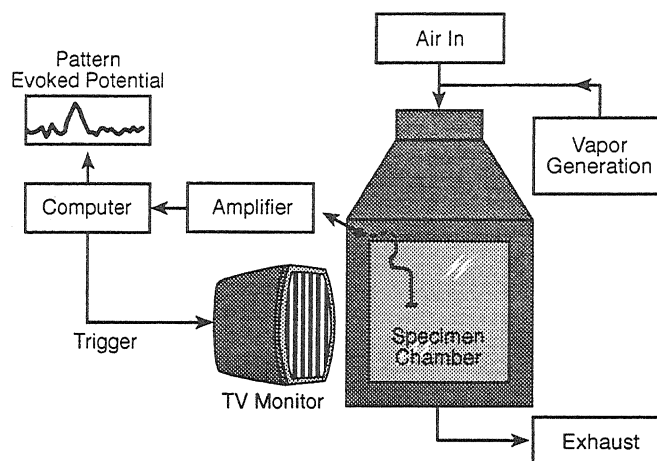 Air In
Pattern
Evoked Potential
Vapor
Generation
Computer
Amplifier
Specimen
Chamber
Trigger
TV Monitor
Exhaust